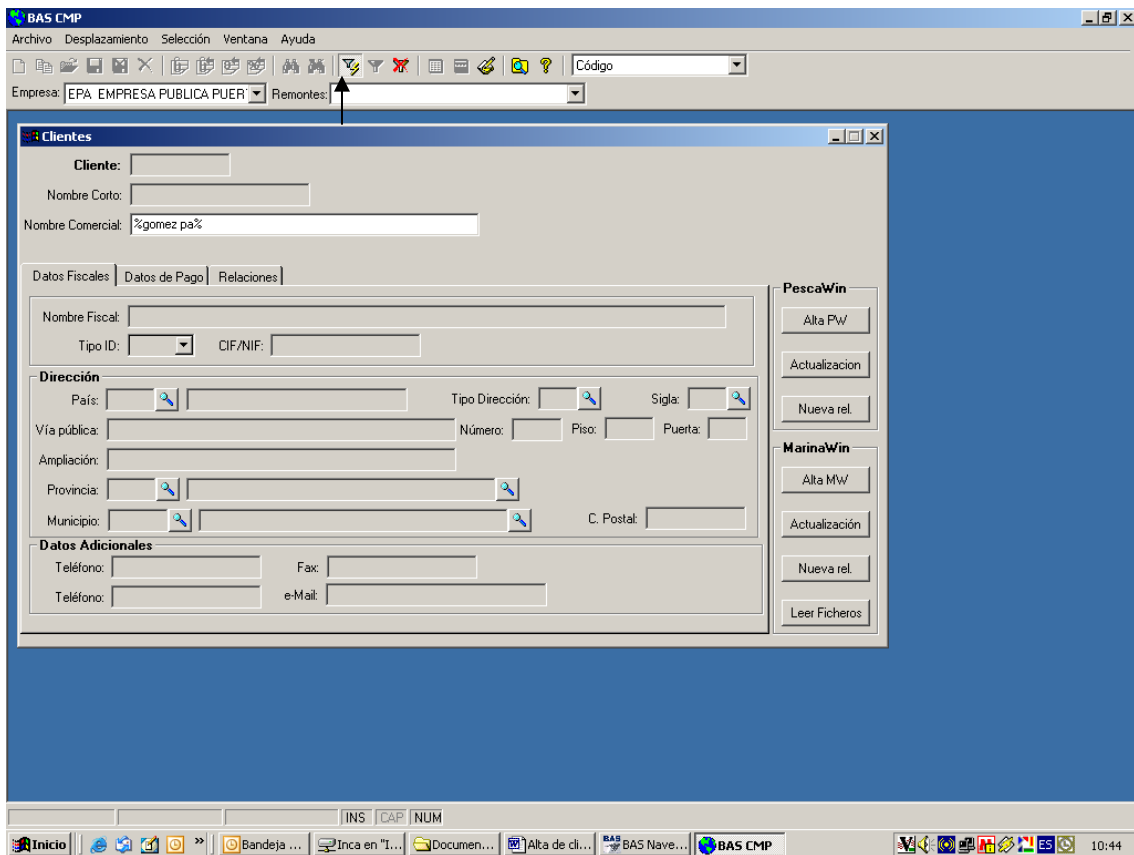 BAS CMP
Archivo Desplazamiento Selección Ventana Ayuda
Código
Empresa: EPA EMPRESA PUBLICA PUER Remontes:
Clientes
Cliente:
Nombre Corto:
Nombre Comercial: %gomez pa%
Datos Fiscales Datos de Pago Relaciones
PescaWin
Nombre Fiscal:
Alta PW
Tipo ID: CIF/NIF:
Actualizacion
Dirección
País: Tipo Dirección: Sigla:
Nueva rel.
Vía pública: Número: Piso: Puerta:
MarinaWin
Ampliación:
Alta MW
Provincia:
Municipio: C. Postal:
Actualización
Datos Adicionales
Teléfono: Fax:
Nueva rel.
Teléfono: e-Mail:
Leer Ficheros
INS CAP NUM
Inicio » Bandeja ... Inca en "I... Documen... Alta de cli... BAS Nave... BAS CMP ES 10:44